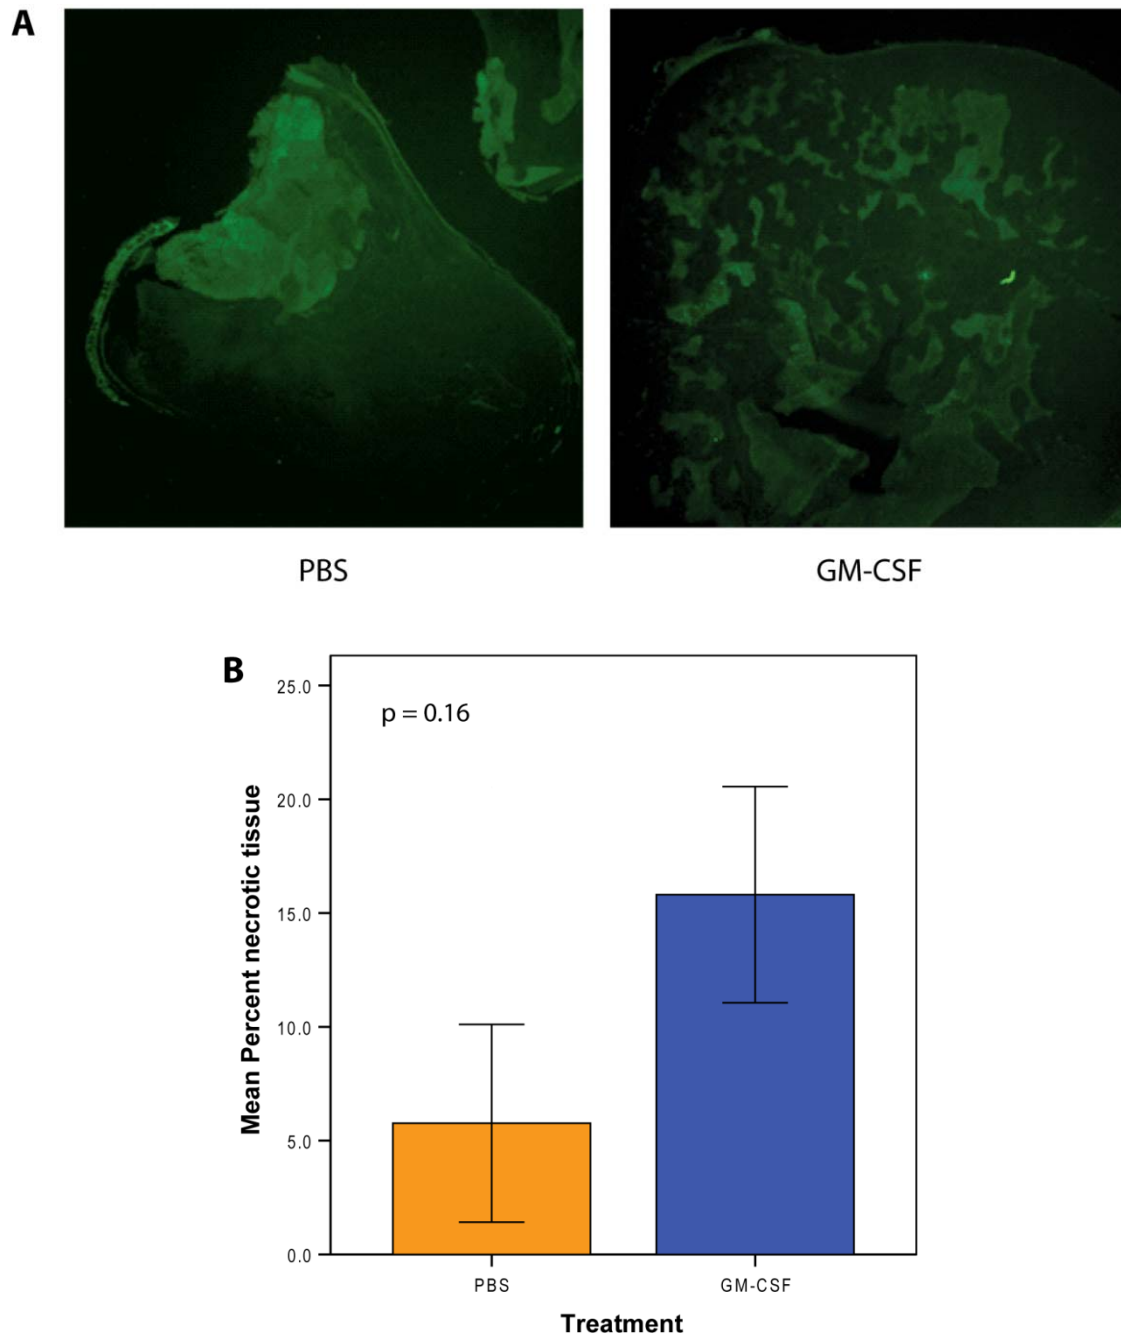 A
PBS
GM-CSF
B
p = 0.16
25.0
20.0
15.0
10.0
5.0
0.0
Mean Percent necrotic tissue
PBS
GM-CSF
Treatment